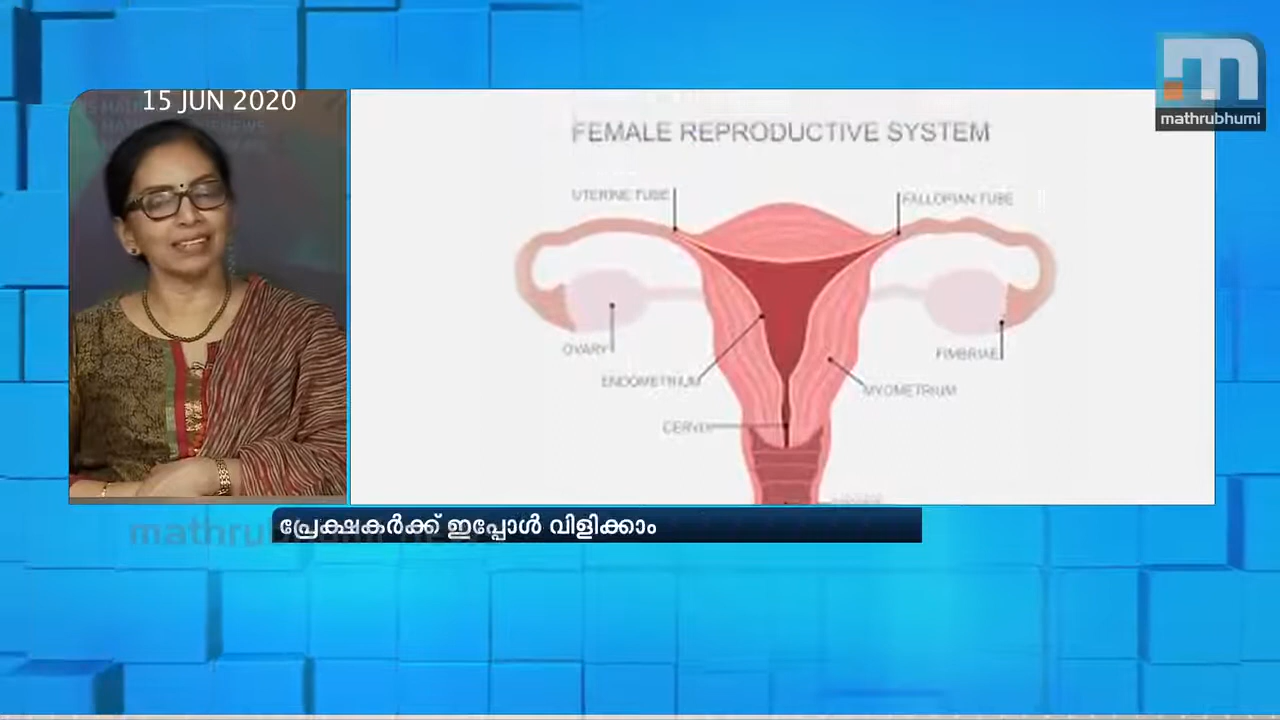 15 JUN 2020
mathrubhumi
FEMALE REPRODUCTIVE SYSTEM
UTERINE TUBE
FALLOPIAN TUBE
OVARY
FIMBRIAE
ENDOMETRIUM
MYOMETRIUM
CERVIX
പ്രേക്ഷകർക്ക് ഇപ്പോൾ വിളിക്കാം